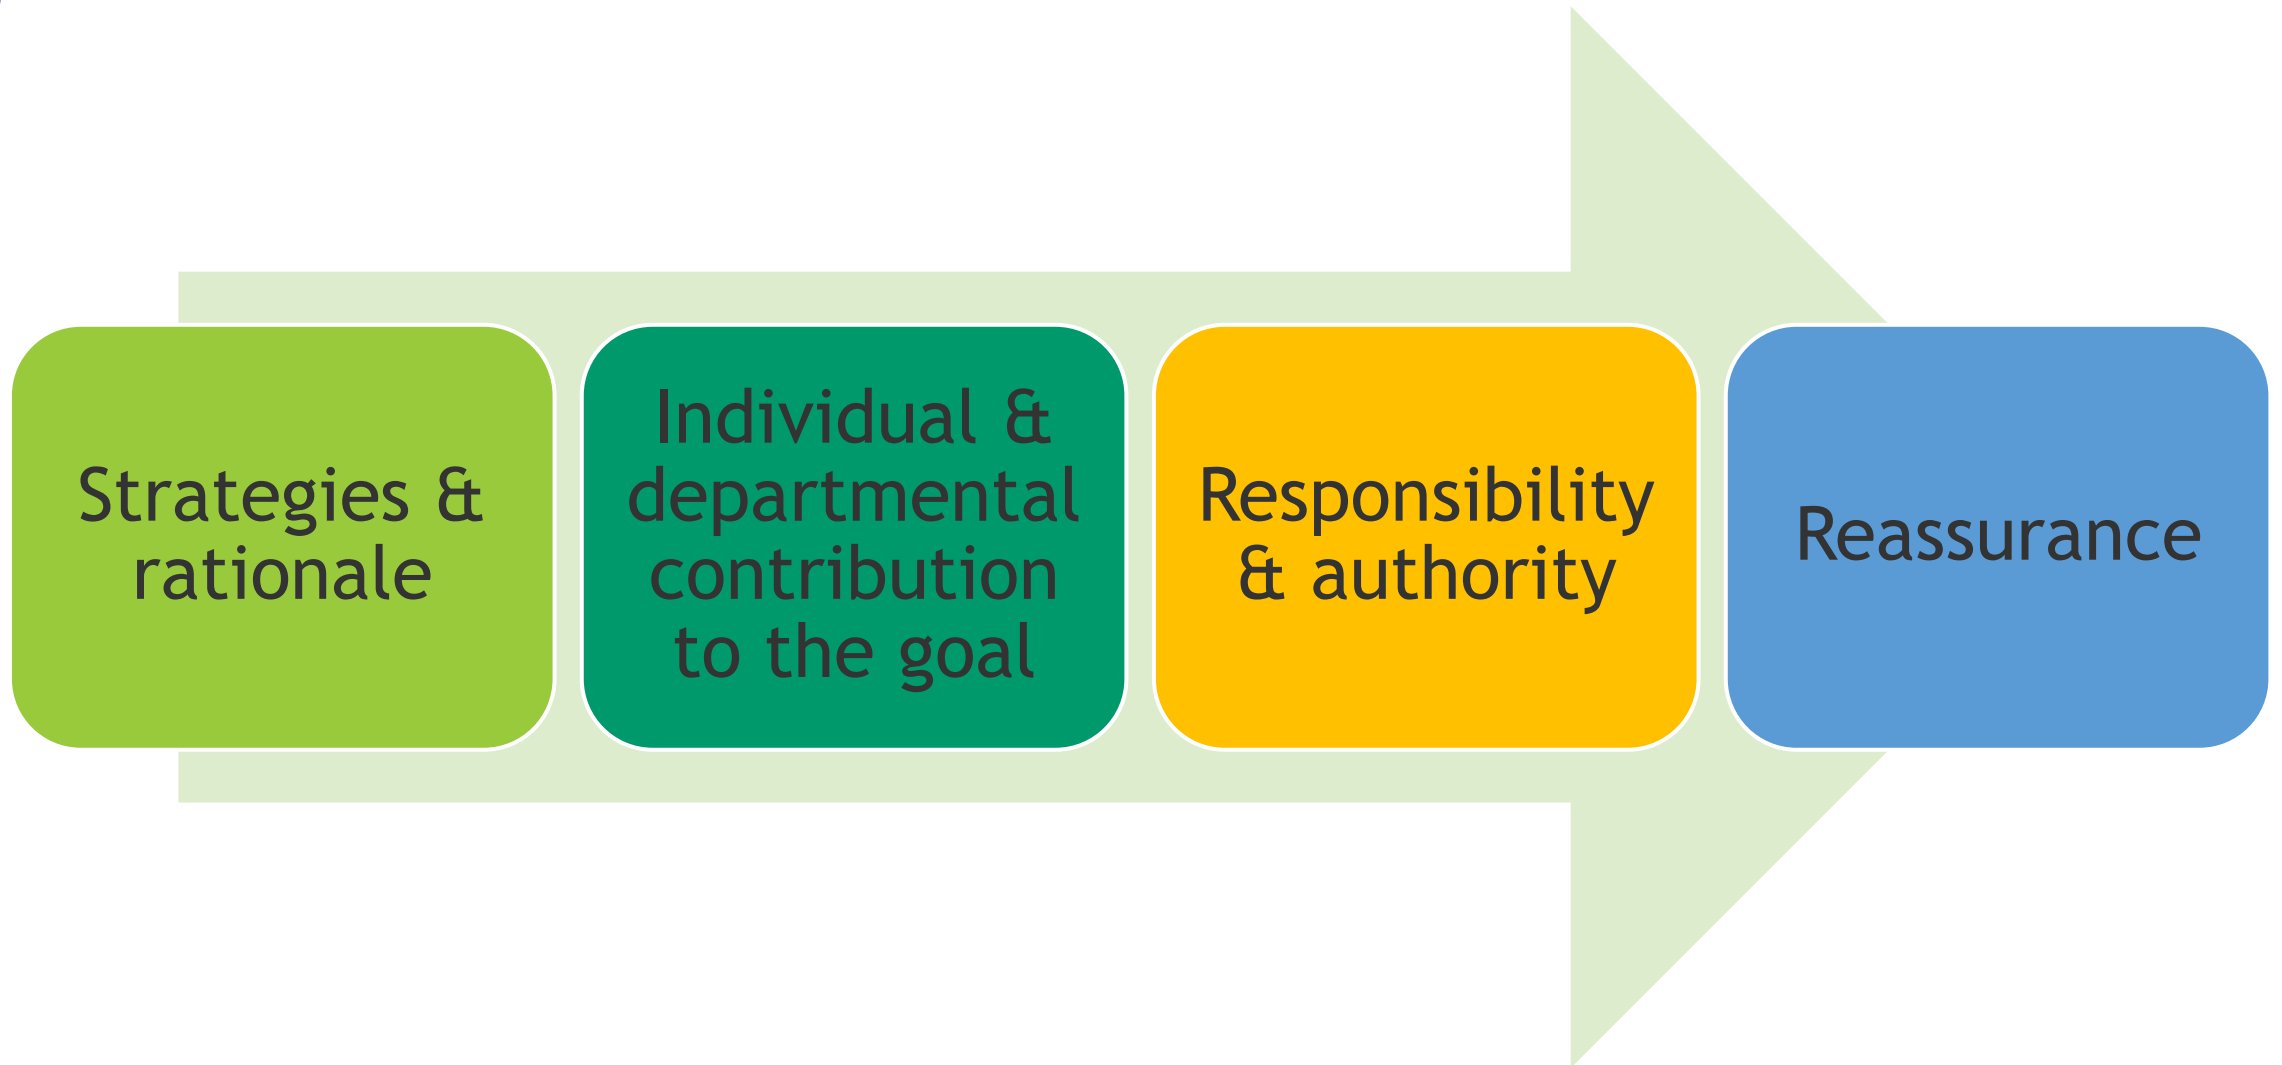 Strategies &
rationale
Individual &
departmental
contribution
to the goal
Responsibility
& authority
Reassurance